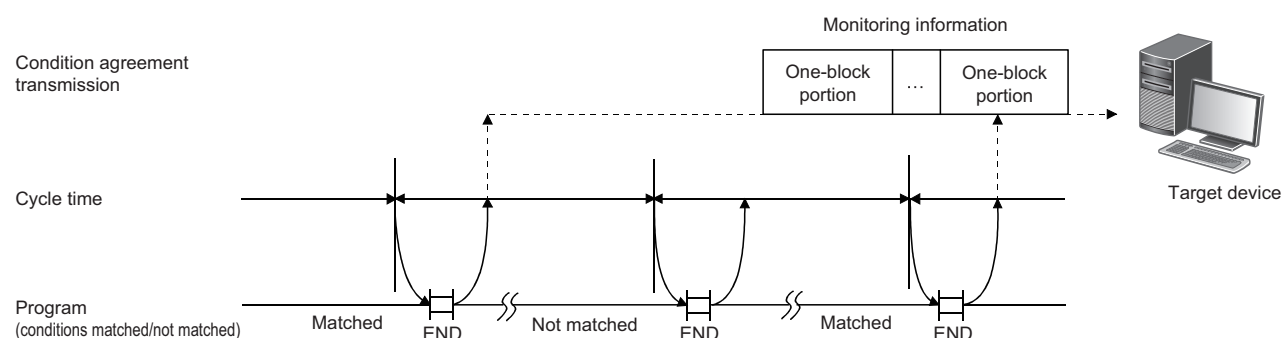 Monitoring information
Condition agreement
transmission
One-block
portion
…
One-block
portion
Target device
Cycle time
Program
(conditions matched/not matched)
Matched
END
Not matched
END
Matched
END